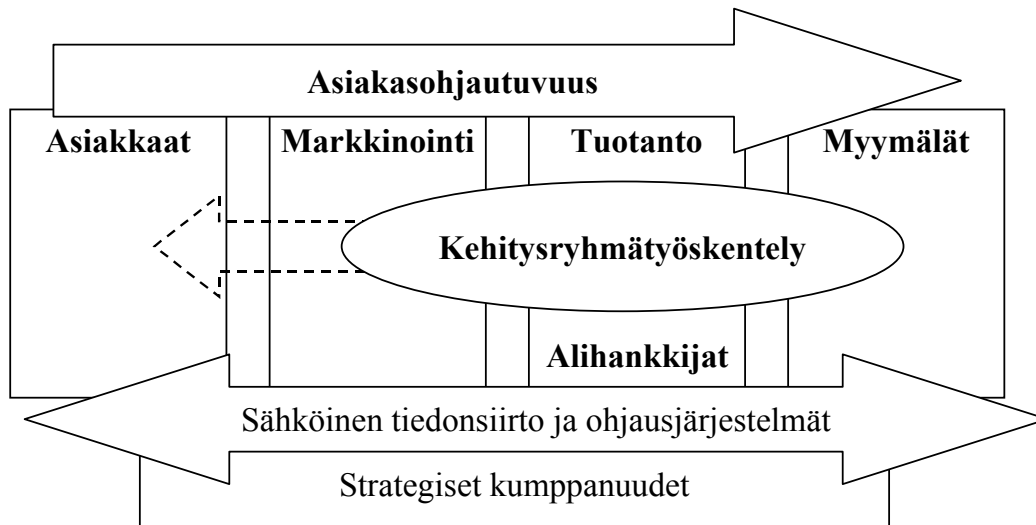 Asiakasohjautuvuus
Asiakkaat
Markkinointi
Tuotanto
Myymälät
Kehitysryhmätyöskentely
Alihankkijat
Sähköinen tiedonsiirto ja ohjausjärjestelmät
Strategiset kumppanuudet